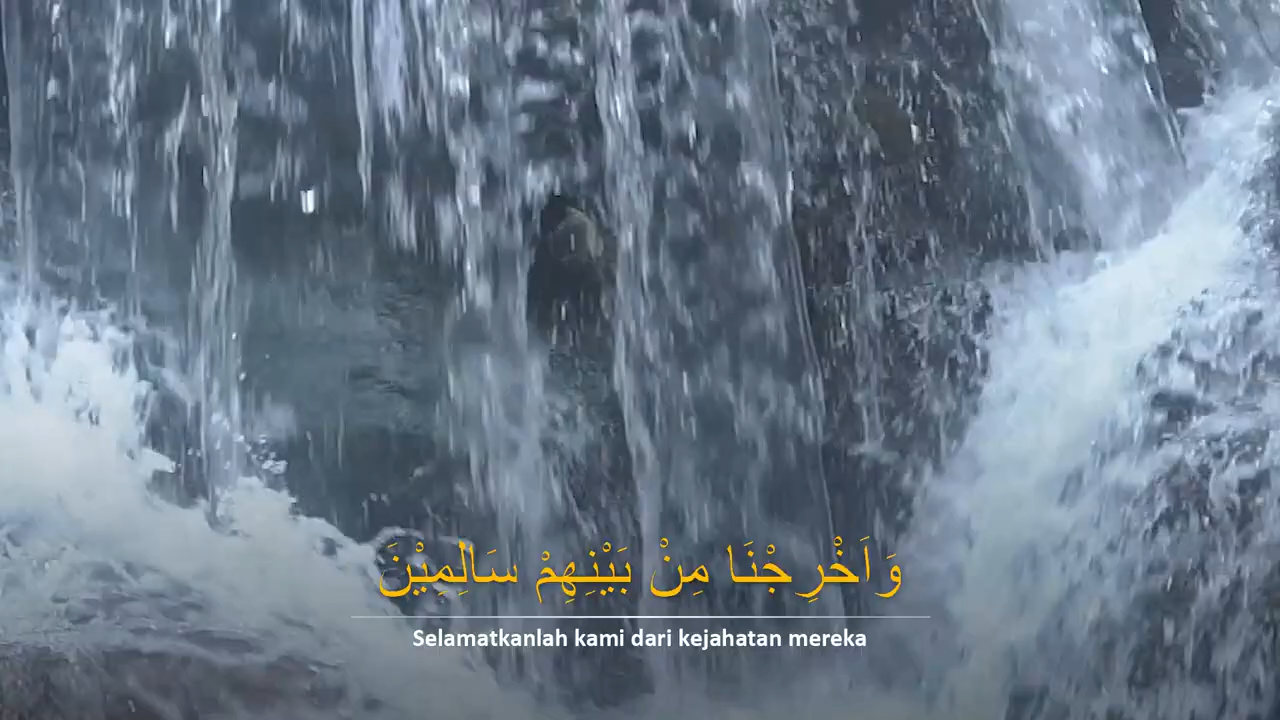 وَاَخْرِجْنَا مِنْ بَيْنِهِمْ سَالِمِيْنَ
Selamatkanlah kami dari kejahatan mereka